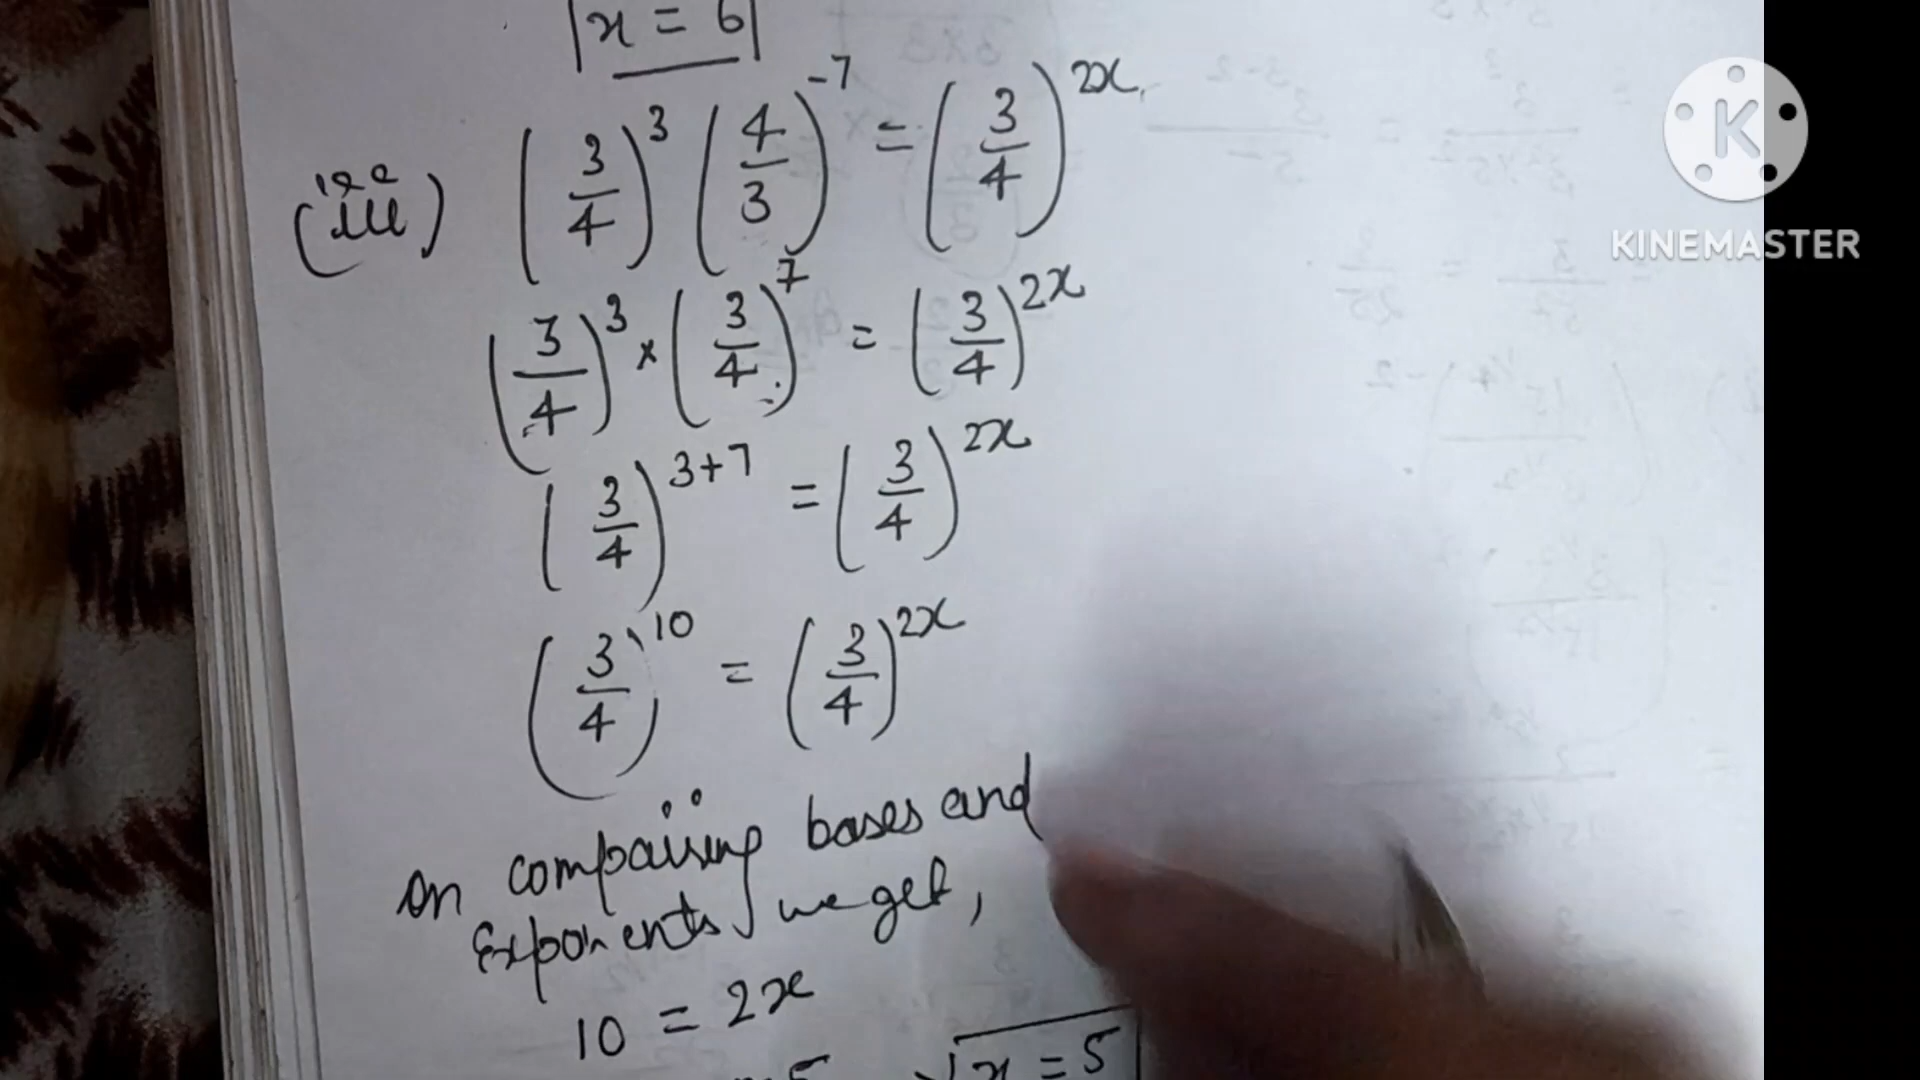 x = 6
(iii) (3/4)^3 (4/3)^-7 = (3/4)^2x
(3/4)^3 × (3/4)^7 = (3/4)^2x
(3/4)^3+7 = (3/4)^2x
(3/4)^10 = (3/4)^2x
on comparing bases and
Exponents we get,
10 = 2x
x = 5
K
KINEMASTER